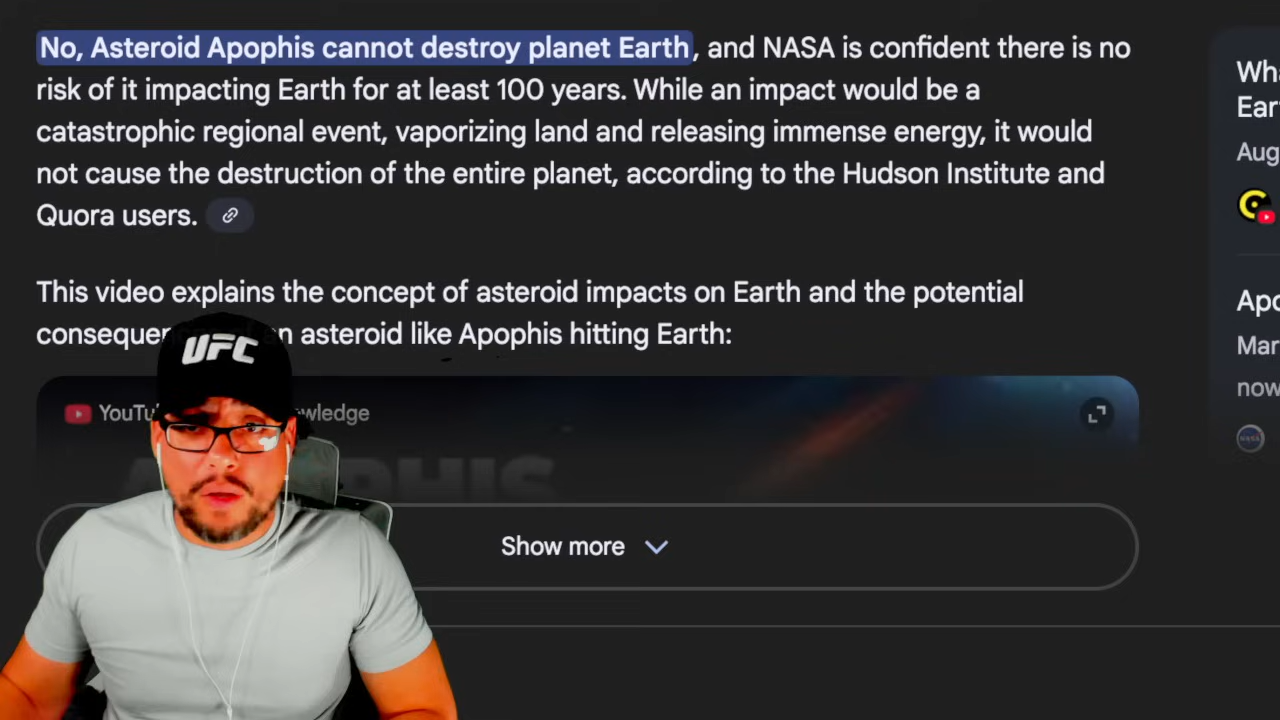 No, Asteroid Apophis cannot destroy planet Earth, and NASA is confident there is no
risk of it impacting Earth for at least 100 years. While an impact would be a
catastrophic regional event, vaporizing land and releasing immense energy, it would
not cause the destruction of the entire planet, according to the Hudson Institute and
Quora users.
This video explains the concept of asteroid impacts on Earth and the potential
asteroid like Apophis hitting Earth:
UFC
Show more
Aug
Mar
now
NASA